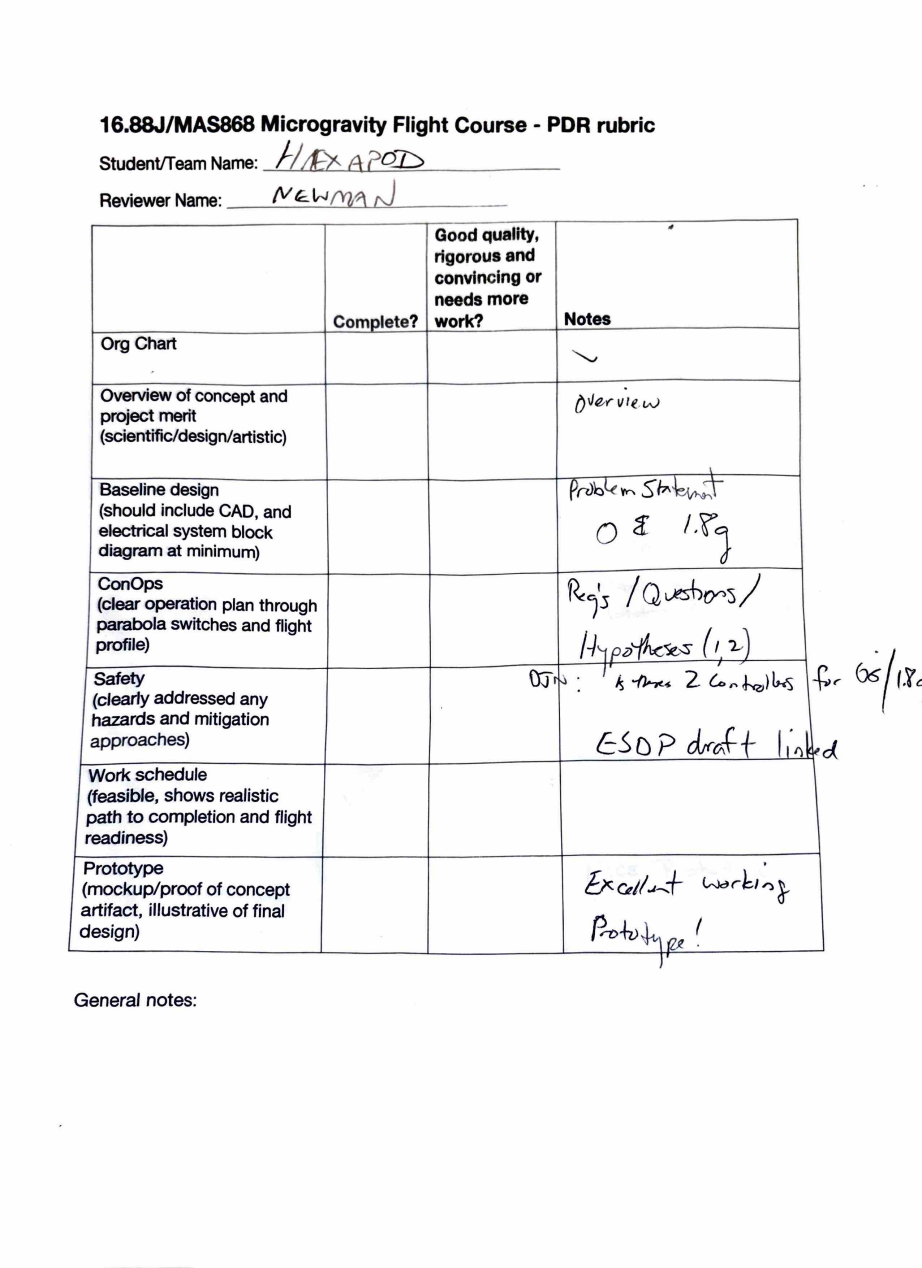 16.88J/MAS868 Microgravity Flight Course - PDR rubric
Student/Team Name: HEXAPOD
Reviewer Name: NEWMAN
Complete?
Good quality,
rigorous and
convincing or
needs more
work?
Notes
Org Chart
Overview of concept and
project merit
(scientific/design/artistic)
Overview
Baseline design
(should include CAD, and
electrical system block
diagram at minimum)
Problem Statement
0 & 1.8g
ConOps
(clear operation plan through
parabola switches and flight
profile)
Req's / Questions /
Hypotheses (1,2)
Safety
(clearly addressed any
hazards and mitigation
approaches)
DJN: 2 Controllers for /1.8g
ESDP draft linked
Work schedule
(feasible, shows realistic
path to completion and flight
readiness)
Prototype
(mockup/proof of concept
artifact, illustrative of final
design)
Excellent working
Prototype!
General notes: